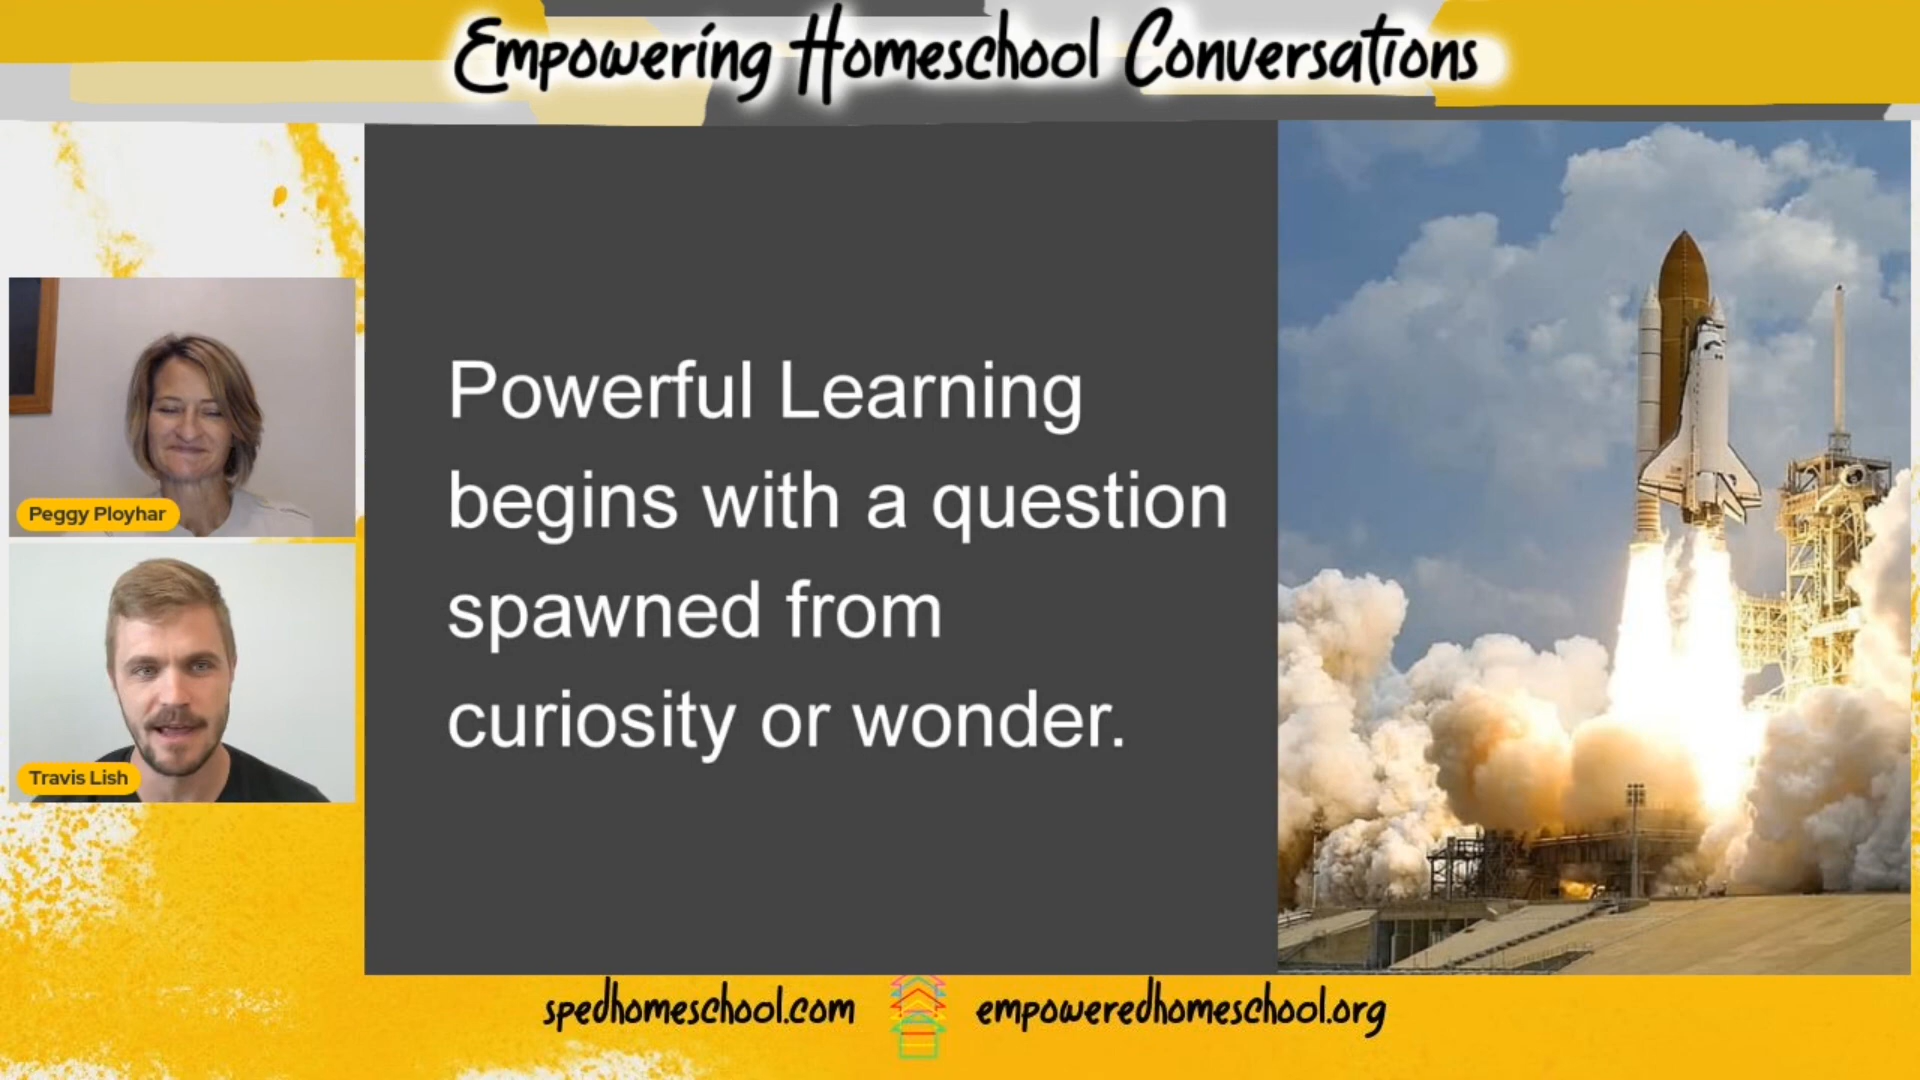 Empowering Homeschool Conversations
Peggy Ployhar
Travis Lish
Powerful Learning
begins with a question
spawned from
curiosity or wonder.
spedhomeschool.com
empoweredhomeschool.org